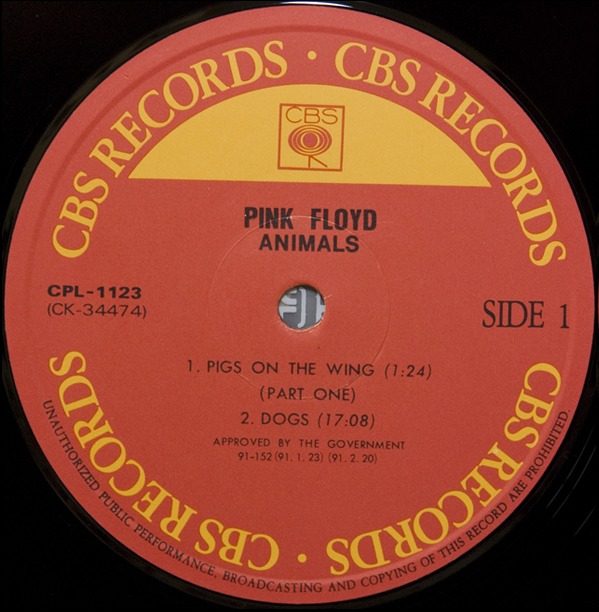 CBS RECORDS · CBS RECORDS
CBS
PINK FLOYD
ANIMALS
CPL-1123
(CK-34474)
SIDE 1
1. PIGS ON THE WING (1:24)
(PART ONE)
2. DOGS (17:08)
APPROVED BY THE GOVERNMENT
91-152 (91. 1. 23) (91. 2. 20)
CBS RECORDS · CBS RECORDS
UNAUTHORIZED PUBLIC PERFORMANCE, BROADCASTING AND COPYING OF THIS RECORD ARE PROHIBITED.